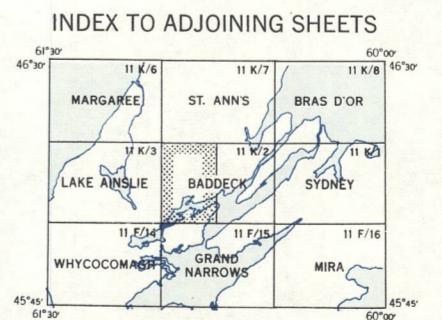 INDEX TO ADJOINING SHEETS
61°30' 60°00'
46°30' 11 K/6 11 K/7 11 K/8 46°30'
MARGAREE ST. ANN'S BRAS D'OR
11 K/3 11 K/2 11 K/1
LAKE AINSLIE BADDECK SYDNEY
11 F/14 11 F/15 11 F/16
WHYCOCOMAGH GRAND NARROWS MIRA
45°45' 45°45'
61°30' 60°00'